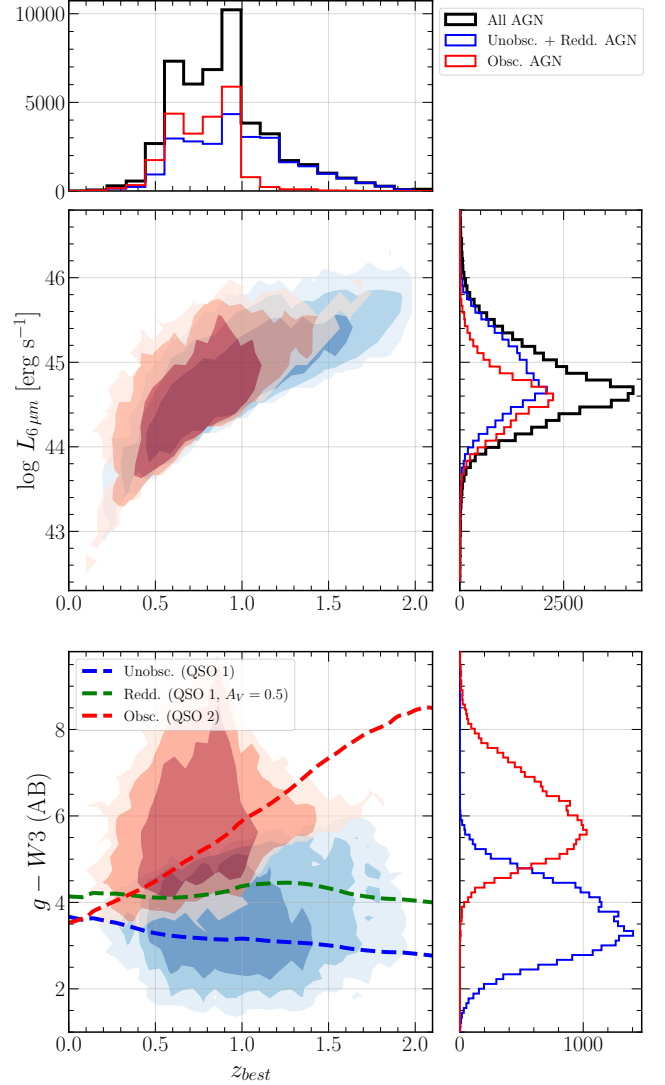 10000
5000
0
All AGN
Unobsc. + Redd. AGN
Obsc. AGN
46
45
44
43
log L6 μm [erg s−1]
0.0 0.5 1.0 1.5 2.0
0 2500
Unobsc. (QSO 1)
Redd. (QSO 1, AV = 0.5)
Obsc. (QSO 2)
8
6
4
2
g − W3 (AB)
0.0 0.5 1.0 1.5 2.0
0 1000
zbest